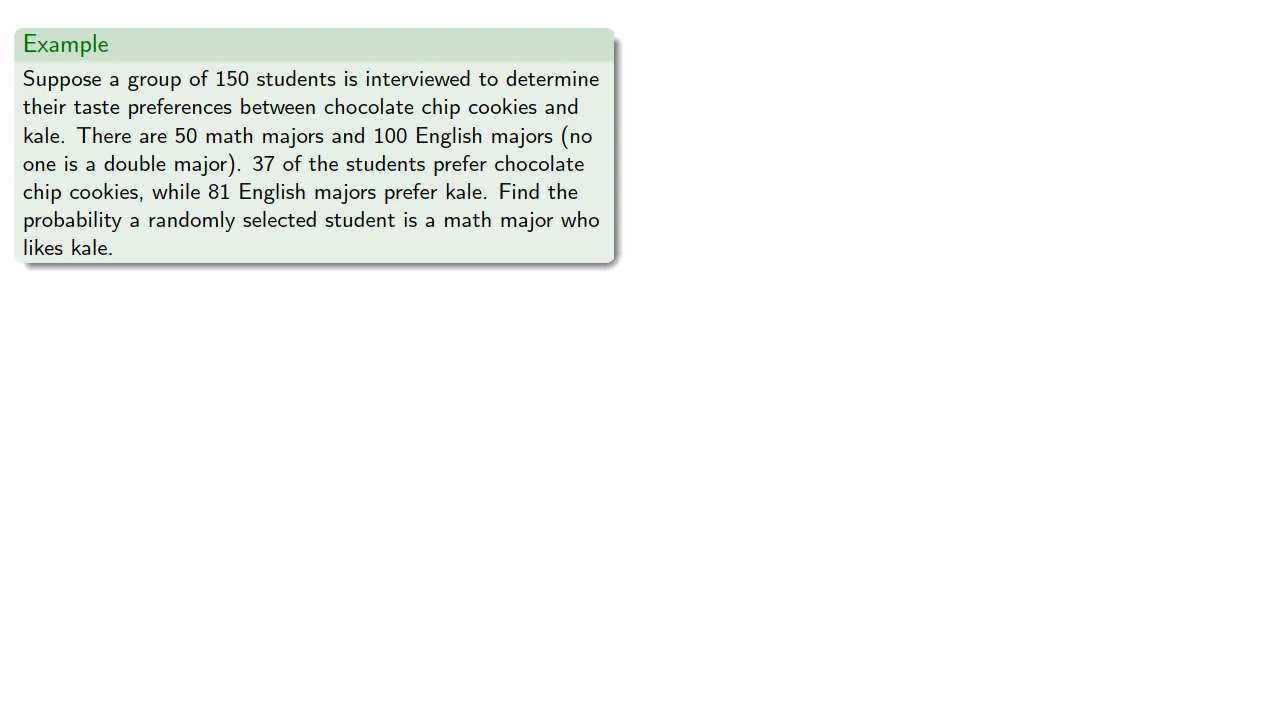 Example
Suppose a group of 150 students is interviewed to determine
their taste preferences between chocolate chip cookies and
kale. There are 50 math majors and 100 English majors (no
one is a double major). 37 of the students prefer chocolate
chip cookies, while 81 English majors prefer kale. Find the
probability a randomly selected student is a math major who
likes kale.